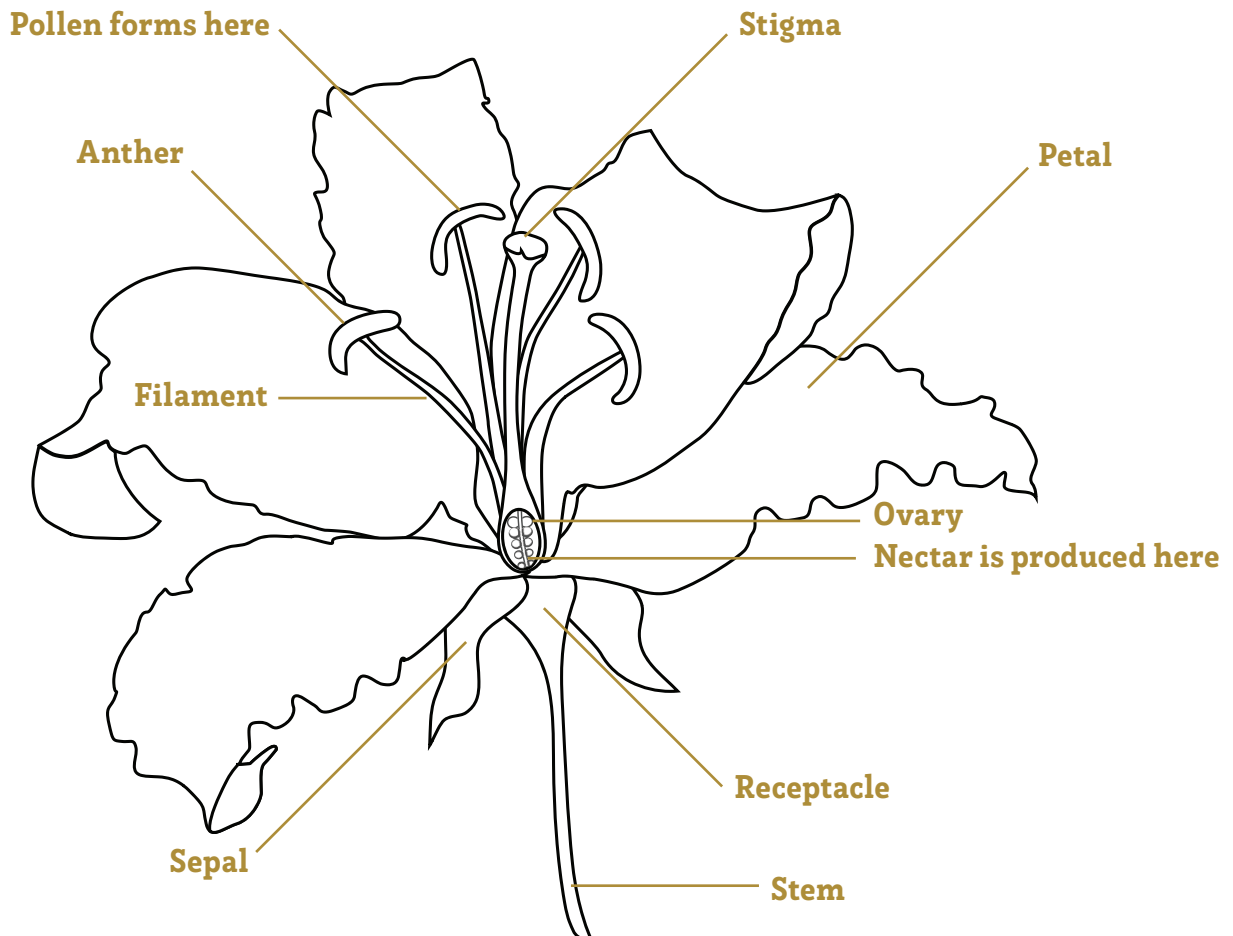 Pollen forms here
Stigma
Anther
Petal
Filament
Ovary
Nectar is produced here
Receptacle
Sepal
Stem